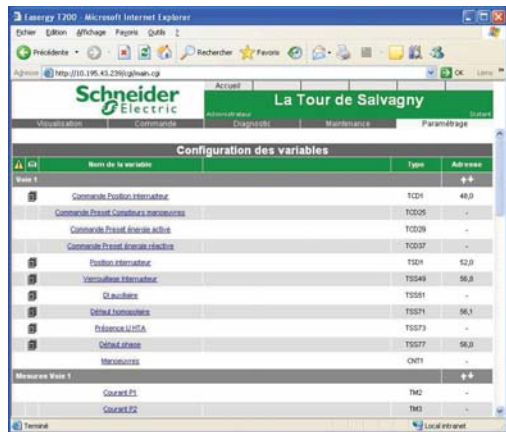 Easergy T200 - Microsoft Internet Explorer
Fichier Edition Affichage Favoris Outils ?
Précédente Rechercher Favoris
Adresse http://10.195.43.239/cgi/main.cgi OK Liens
Schneider Electric
Accueil
La Tour de Salvagny
Administrateur
Distant
Visualisation Commande Diagnostic Maintenance Paramétrage
Configuration des variables
Nom de la variable Type Adresse
Voie 1
Commande Position interrupteur TCD1 48,0
Commande Preset Compteurs manoeuvres TCD25 -
Commande Preset énergie active TCD29 -
Commande Preset énergie réactive TCD37 -
Position interrupteur TSD1 52,0
Verrouillage interrupteur TSS49 56,8
DI auxiliaire TSS51 -
Défaut homopolaire TSS71 56,1
Présence U HTA TSS73 -
Défaut phase TSS77 56,0
Manoeuvres CNT1 -
Mesures Voie 1
Courant P1 TM2 -
Courant P2 TM3 -
Terminé Local intranet